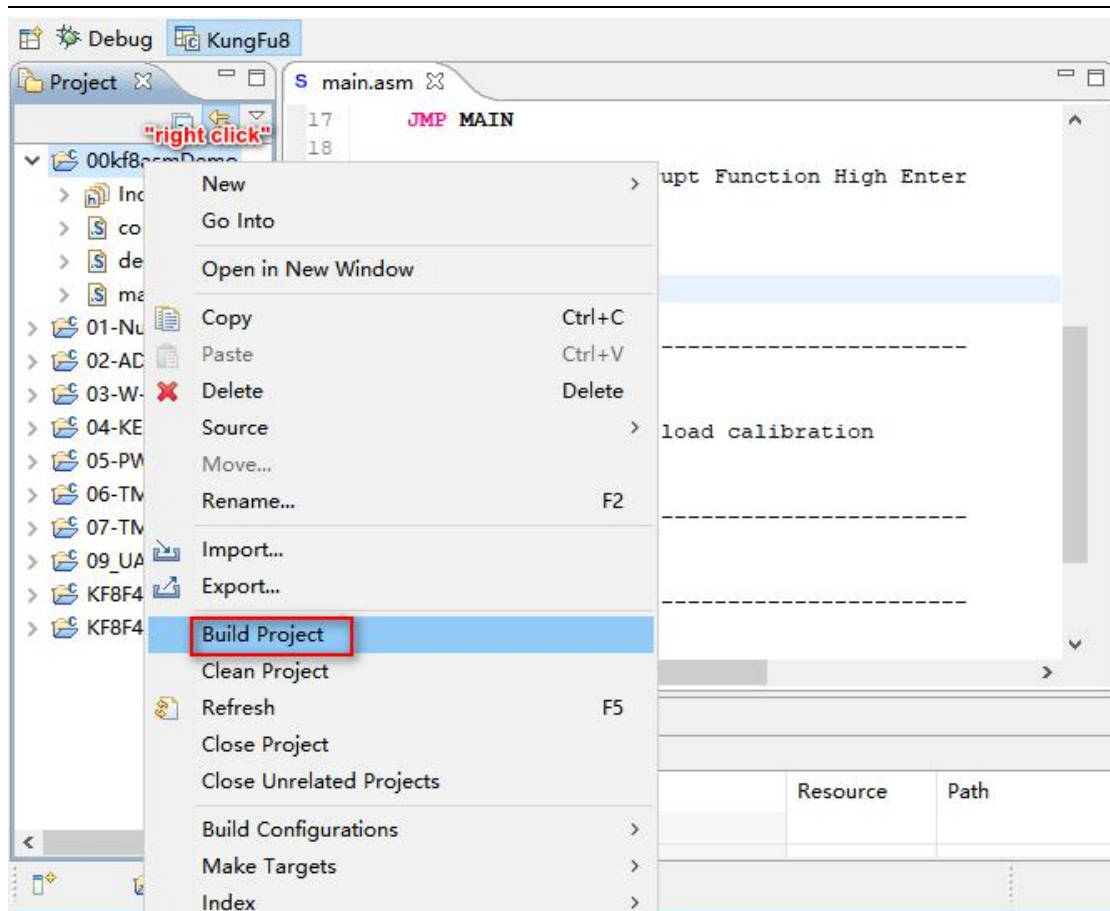 Debug KungFu8
Project
main.asm
"right click"
17 JMP MAIN
18
00kf8asmDemo
upt Function High Enter
New
Inc
Go Into
co
de
Open in New Window
ma
Copy Ctrl+C
01-Nu
Paste Ctrl+V
-----------------------
02-AD
Delete Delete
03-W-
Source
04-KE
load calibration
Move...
05-PW
Rename... F2
06-TM
-----------------------
07-TM
Import...
09_UA
Export...
KF8F4
-----------------------
KF8F4
Build Project
Clean Project
Refresh F5
Close Project
Close Unrelated Projects
Resource Path
Build Configurations
Make Targets
Index